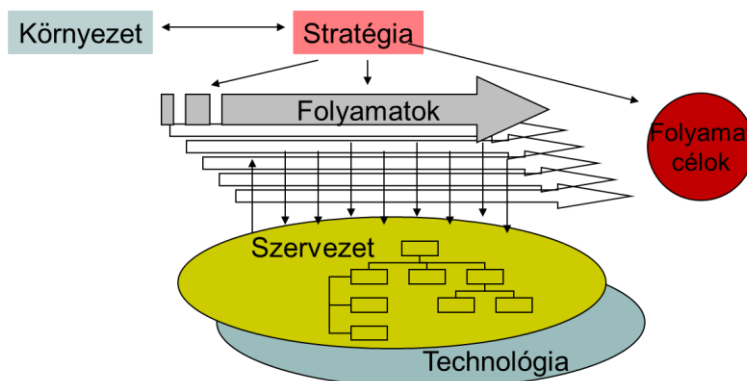 Környezet
Stratégia
Folyamatok
Folyama
célok
Szervezet
Technológia